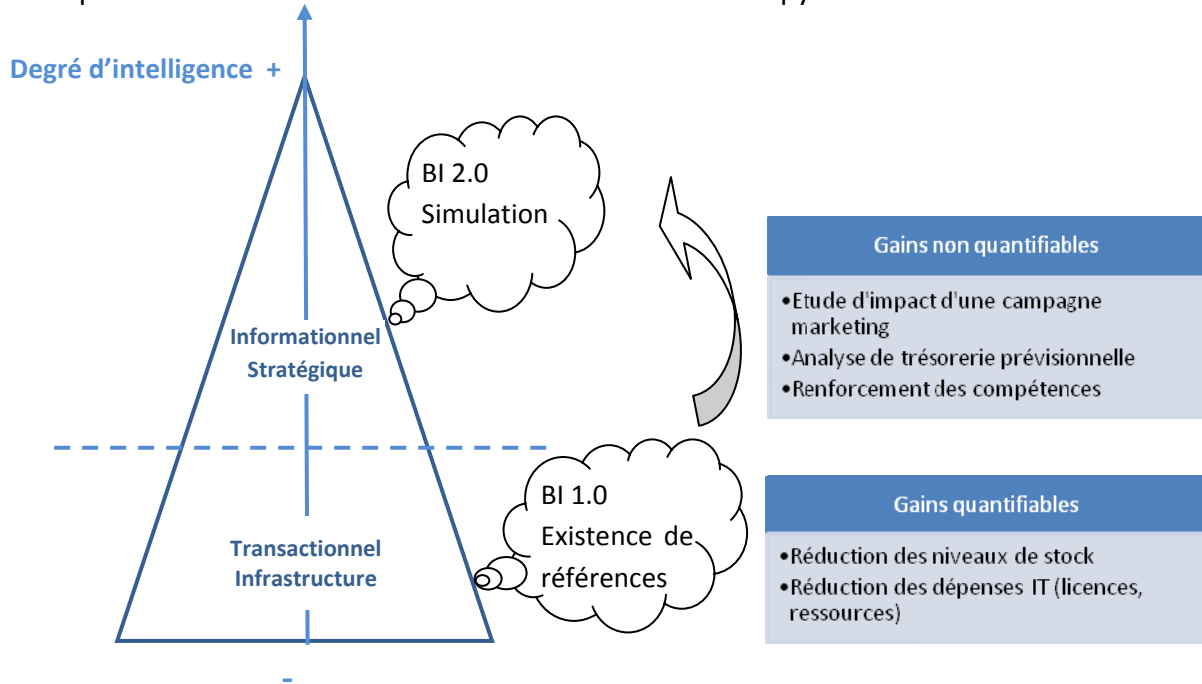 Degré d’intelligence +
BI 2.0
Simulation
Informationnel
Stratégique
Gains non quantifiables
•Etude d'impact d'une campagne
marketing
•Analyse de trésorerie prévisionnelle
•Renforcement des compétences
BI 1.0
Existence de
références
Transactionnel
Infrastructure
Gains quantifiables
•Réduction des niveaux de stock
•Réduction des dépenses IT (licences,
ressources)
-